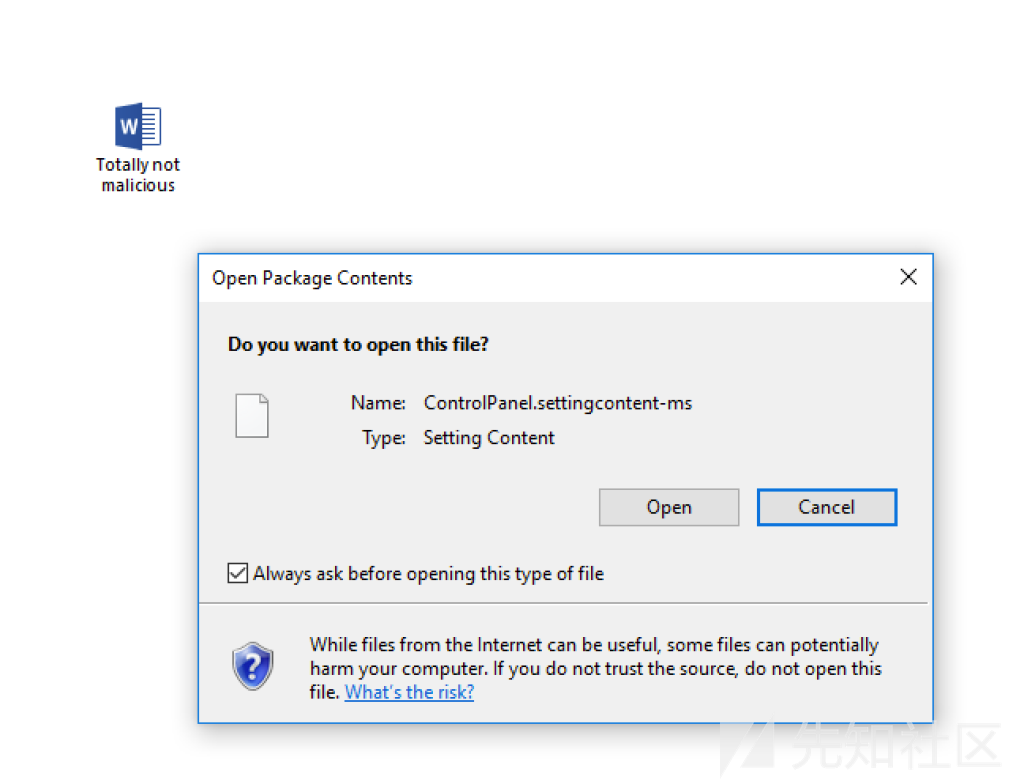 W
Totally not
malicious
Open Package Contents
Do you want to open this file?
Name: ControlPanel.settingcontent-ms
Type: Setting Content
Open Cancel
Always ask before opening this type of file
While files from the Internet can be useful, some files can potentially
harm your computer. If you do not trust the source, do not open this
file. What's the risk?
先知社区